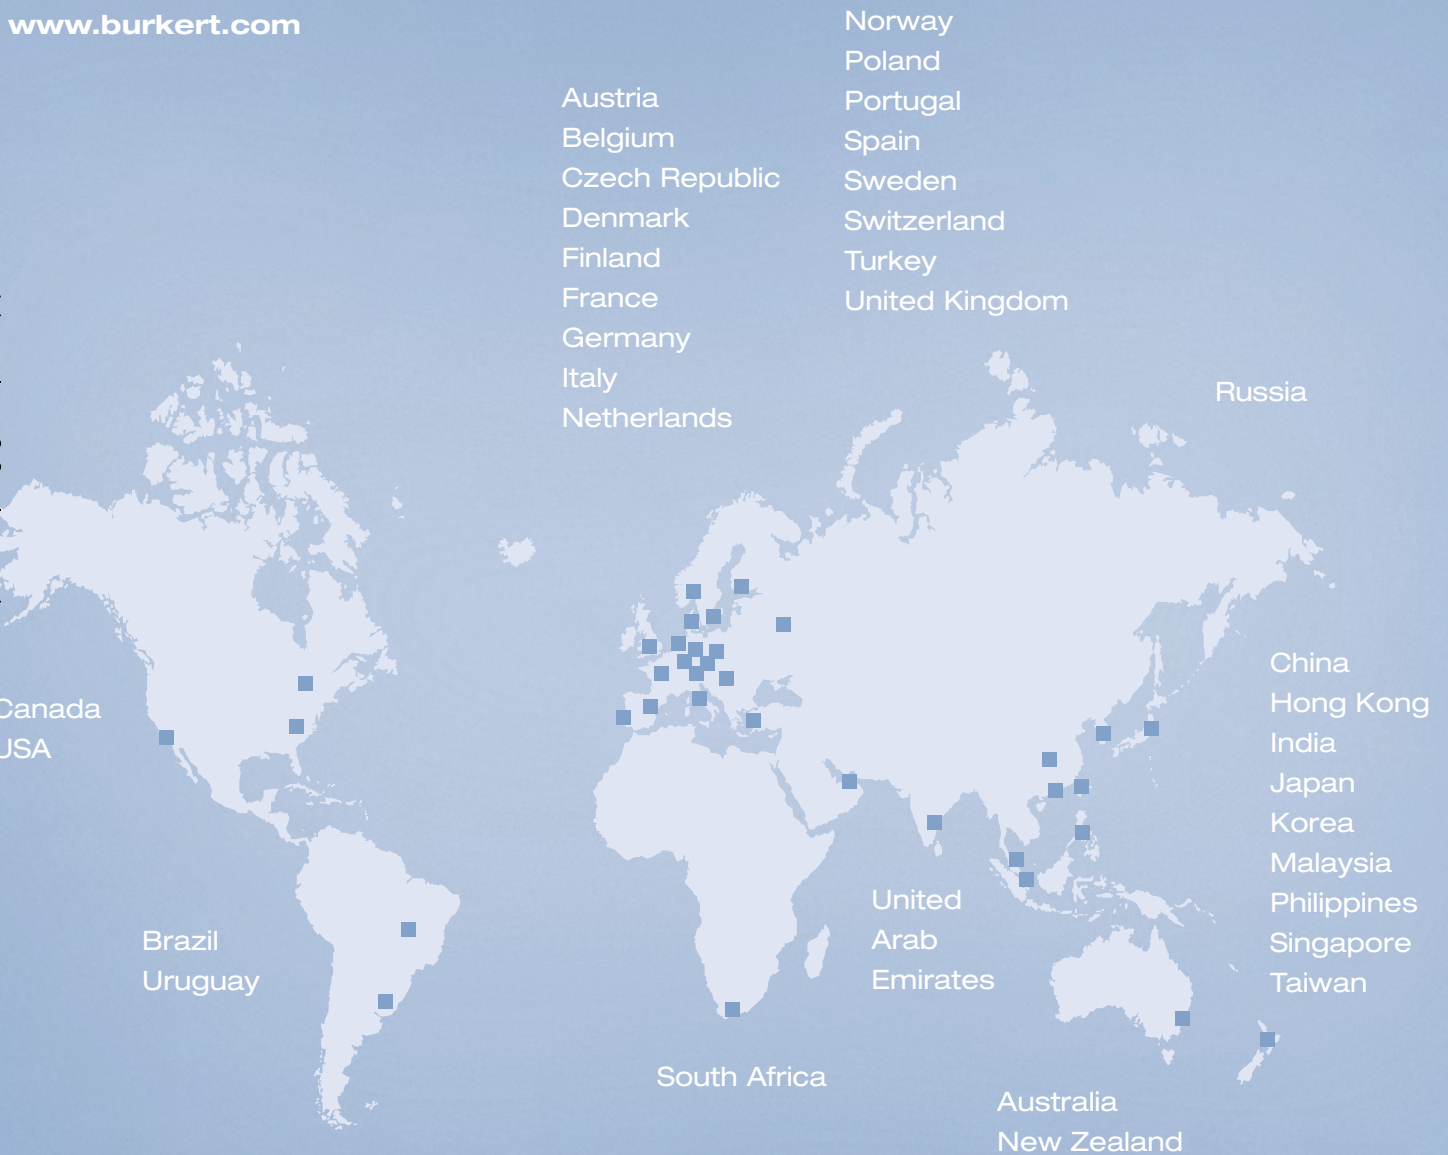 www.burkert.com
Austria
Belgium
Czech Republic
Denmark
Finland
France
Germany
Italy
Netherlands
Norway
Poland
Portugal
Spain
Sweden
Switzerland
Turkey
United Kingdom
Russia
Canada
USA
China
Hong Kong
India
Japan
Korea
Malaysia
Philippines
Singapore
Taiwan
Brazil
Uruguay
United
Arab
Emirates
South Africa
Australia
New Zealand